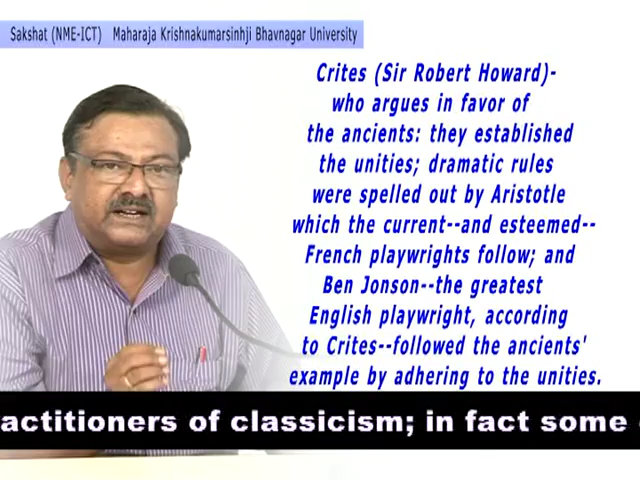 Sakshat (NME-ICT) Maharaja Krishnakumarsinhji Bhavnagar University
Crites (Sir Robert Howard)-
who argues in favor of
the ancients: they established
the unities; dramatic rules
were spelled out by Aristotle
which the current--and esteemed--
French playwrights follow; and
Ben Jonson--the greatest
English playwright, according
to Crites--followed the ancients'
example by adhering to the unities.
actitioners of classicism; in fact some